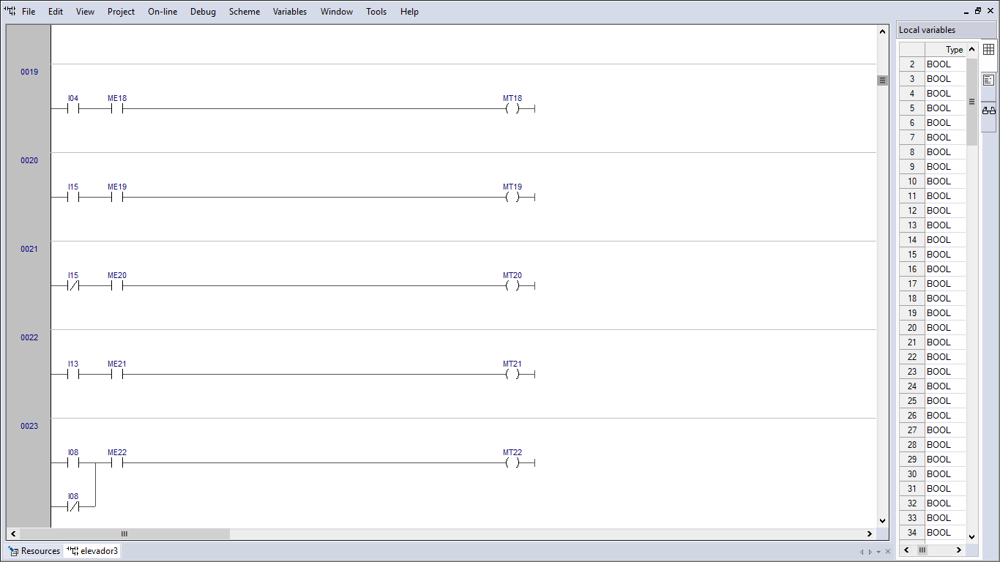 File Edit View Project On-line Debug Scheme Variables Window Tools Help
0019
I04 ME18 MT18
0020
I15 ME19 MT19
0021
I15 ME20 MT20
0022
I13 ME21 MT21
0023
I08 ME22 MT22
I08
Resources elevador3
Local variables
Type
2 BOOL
3 BOOL
4 BOOL
5 BOOL
6 BOOL
7 BOOL
8 BOOL
9 BOOL
10 BOOL
11 BOOL
12 BOOL
13 BOOL
14 BOOL
15 BOOL
16 BOOL
17 BOOL
18 BOOL
19 BOOL
20 BOOL
21 BOOL
22 BOOL
23 BOOL
24 BOOL
25 BOOL
26 BOOL
27 BOOL
28 BOOL
29 BOOL
30 BOOL
31 BOOL
32 BOOL
33 BOOL
34 BOOL